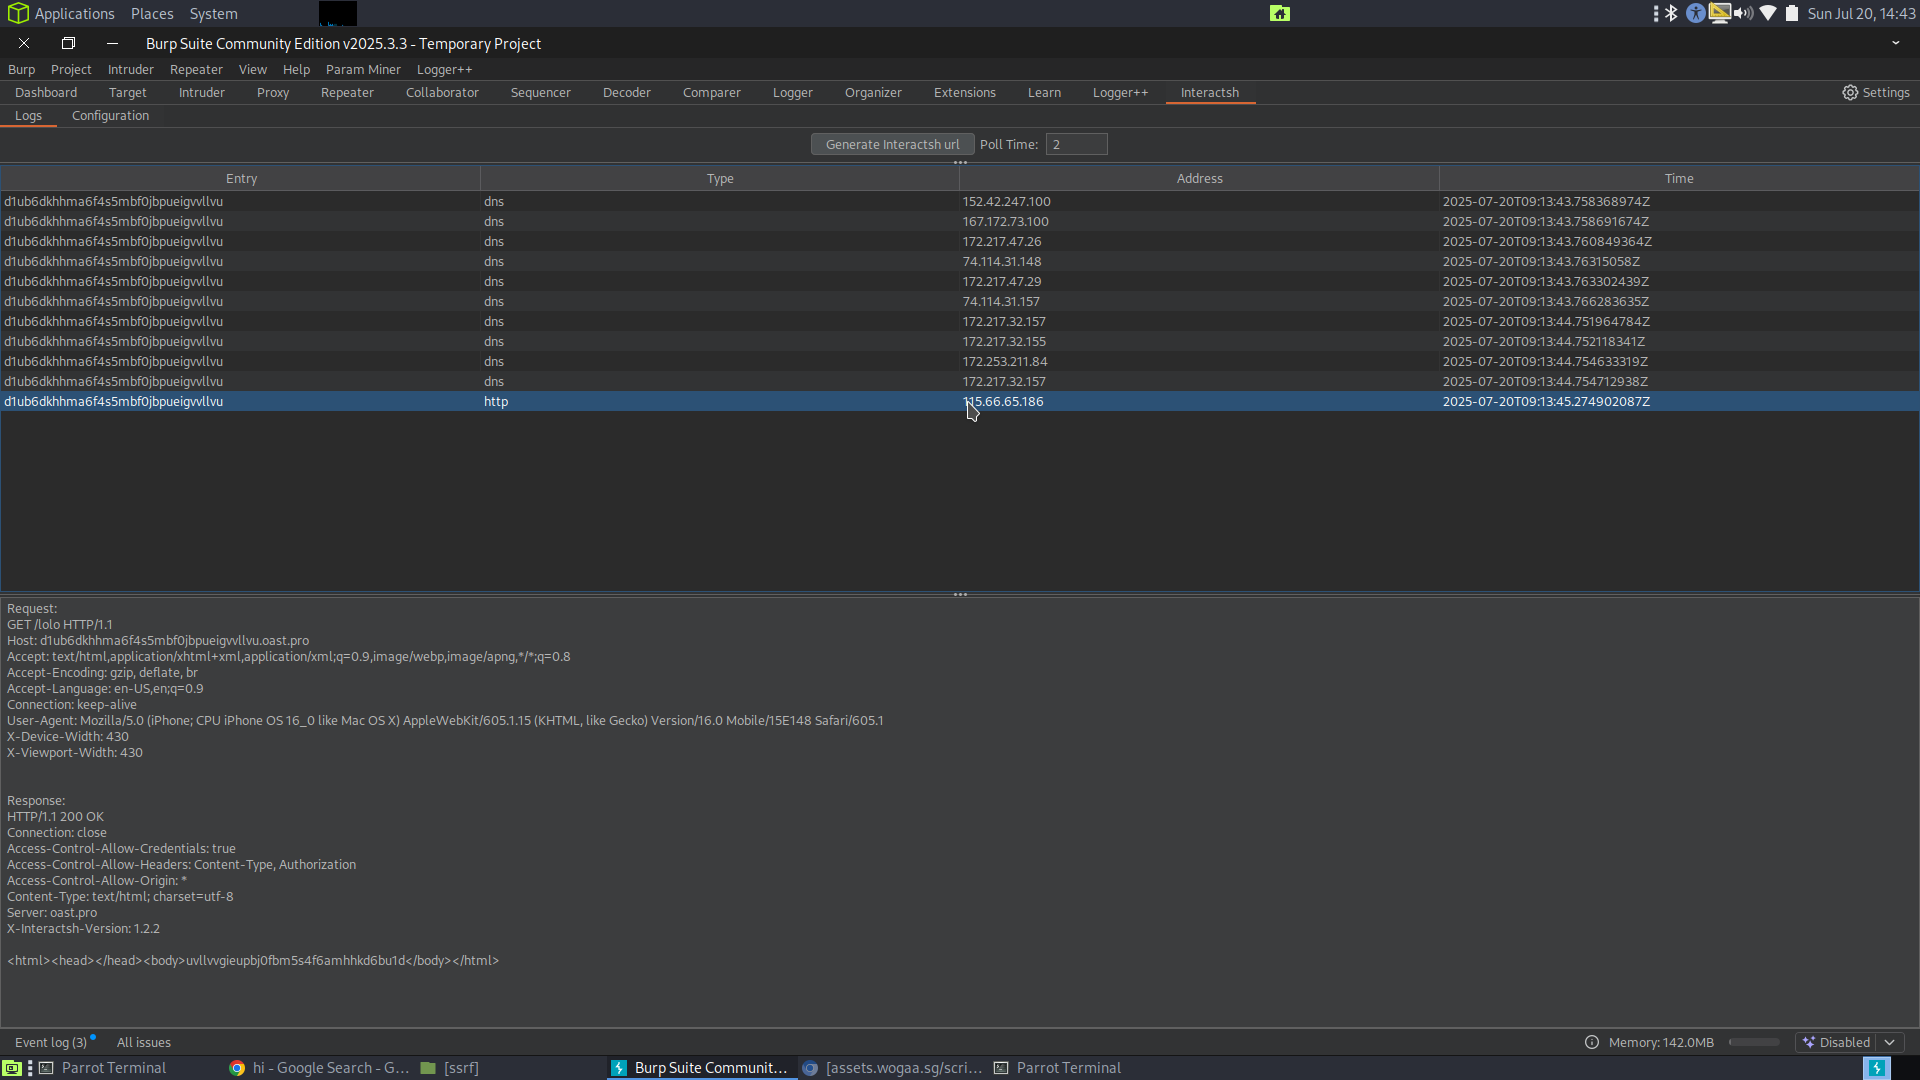 Applications Places System Sun Jul 20, 14:43
Burp Suite Community Edition v2025.3.3 - Temporary Project
Burp Project Intruder Repeater View Help Param Miner Logger++
Dashboard Target Intruder Proxy Repeater Collaborator Sequencer Decoder Comparer Logger Organizer Extensions Learn Logger++ Interactsh Settings
Logs Configuration
Generate Interactsh url Poll Time: 2
Entry Type Address Time
d1ub6dkhhma6f4s5mbf0jbpueigvvllvu dns 152.42.247.100 2025-07-20T09:13:43.758368974Z
d1ub6dkhhma6f4s5mbf0jbpueigvvllvu dns 167.172.73.100 2025-07-20T09:13:43.758691674Z
d1ub6dkhhma6f4s5mbf0jbpueigvvllvu dns 172.217.47.26 2025-07-20T09:13:43.760849364Z
d1ub6dkhhma6f4s5mbf0jbpueigvvllvu dns 74.114.31.148 2025-07-20T09:13:43.76315058Z
d1ub6dkhhma6f4s5mbf0jbpueigvvllvu dns 172.217.47.29 2025-07-20T09:13:43.763302439Z
d1ub6dkhhma6f4s5mbf0jbpueigvvllvu dns 74.114.31.157 2025-07-20T09:13:43.766283635Z
d1ub6dkhhma6f4s5mbf0jbpueigvvllvu dns 172.217.32.157 2025-07-20T09:13:44.751964784Z
d1ub6dkhhma6f4s5mbf0jbpueigvvllvu dns 172.217.32.155 2025-07-20T09:13:44.752118341Z
d1ub6dkhhma6f4s5mbf0jbpueigvvllvu dns 172.253.211.84 2025-07-20T09:13:44.754633319Z
d1ub6dkhhma6f4s5mbf0jbpueigvvllvu dns 172.217.32.157 2025-07-20T09:13:44.754712938Z
d1ub6dkhhma6f4s5mbf0jbpueigvvllvu http 115.66.65.186 2025-07-20T09:13:45.274902087Z
Request:
GET /lolo HTTP/1.1
Host: d1ub6dkhhma6f4s5mbf0jbpueigvvllvu.oast.pro
Accept: text/html,application/xhtml+xml,application/xml;q=0.9,image/webp,image/apng,*/*;q=0.8
Accept-Encoding: gzip, deflate, br
Accept-Language: en-US,en;q=0.9
Connection: keep-alive
User-Agent: Mozilla/5.0 (iPhone; CPU iPhone OS 16_0 like Mac OS X) AppleWebKit/605.1.15 (KHTML, like Gecko) Version/16.0 Mobile/15E148 Safari/605.1
X-Device-Width: 430
X-Viewport-Width: 430
Response:
HTTP/1.1 200 OK
Connection: close
Access-Control-Allow-Credentials: true
Access-Control-Allow-Headers: Content-Type, Authorization
Access-Control-Allow-Origin: *
Content-Type: text/html; charset=utf-8
Server: oast.pro
X-Interactsh-Version: 1.2.2
<html><head></head><body>uvllvvgieupbj0fbm5s4f6amhhkd6bu1d</body></html>
Event log (3) All issues Memory: 142.0MB Disabled
Parrot Terminal hi - Google Search - G... [ssrf] Burp Suite Communit... [assets.wogaa.sg/scri... Parrot Terminal